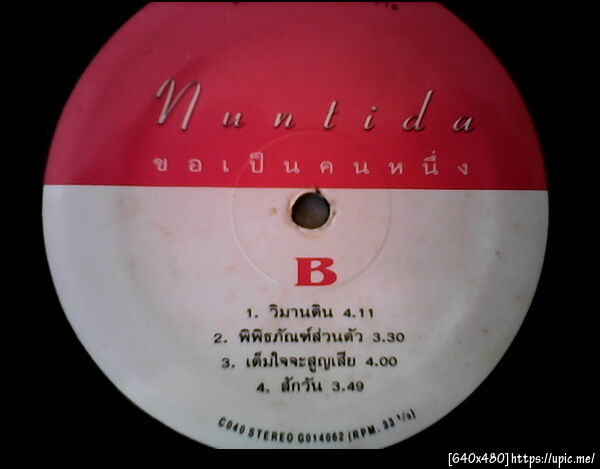 Nuntida
ขอเป็นคนหนึ่ง
B
1. วิมานดิน 4.11
2. พิพิธภัณฑ์ส่วนตัว 3.30
3. เต็มใจจะสูญเสีย 4.00
4. สักวัน 3.49
C040 STEREO G014062 (RPM. 33 1/3)
[640x480]https://upic.me/